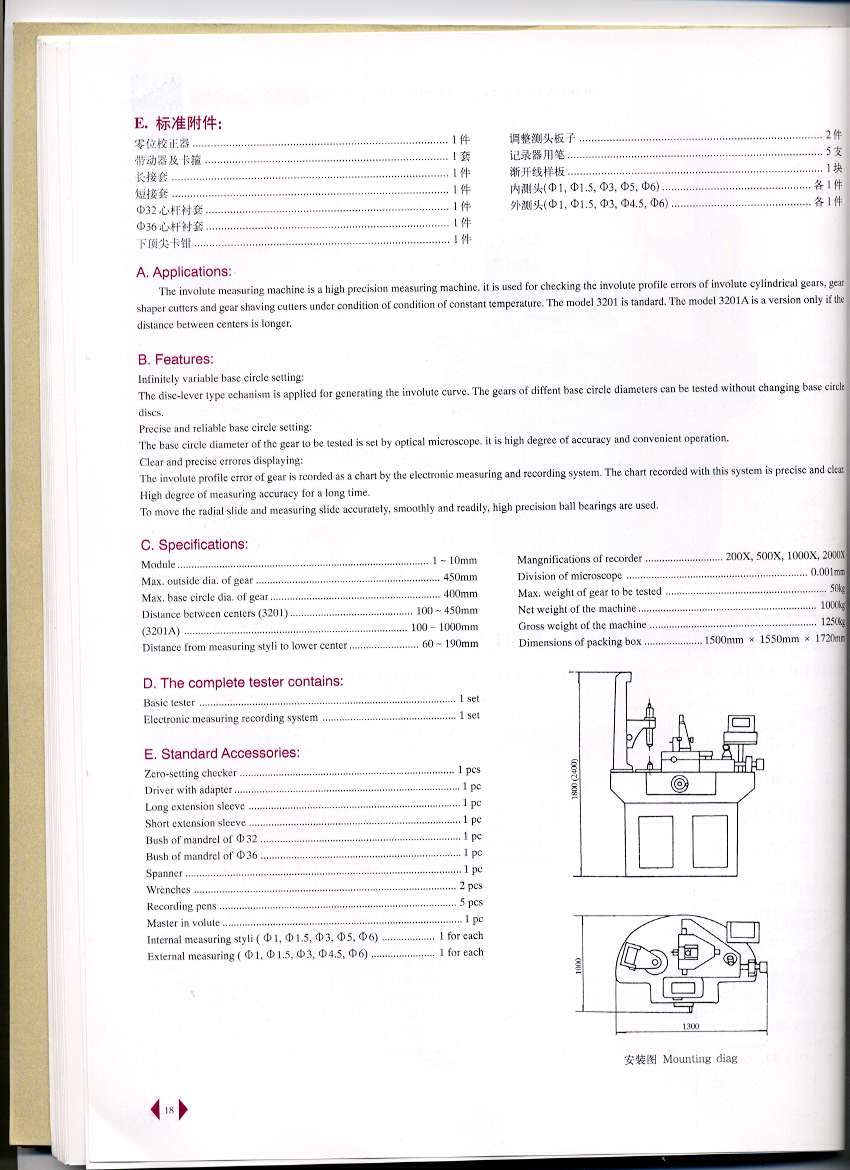 E. 标准附件:
零位校正器 1件
带动器及卡箍 1套
长接套 1件
短接套 1件
Φ32心杆衬套 1件
Φ36心杆衬套 1件
下顶尖卡钳 1件
调整测头板子 2件
记录器用笔 5支
渐开线样板 1块
内测头(Φ1, Φ1.5, Φ3, Φ5, Φ6) 各1件
外测头(Φ1, Φ1.5, Φ3, Φ4.5, Φ6) 各1件
A. Applications:
The involute measuring machine is a high precision measuring machine. it is used for checking the involute profile errors of involute cylindrical gears, gear
shaper cutters and gear shaving cutters under condition of condition of constant temperature. The model 3201 is tandard. The model 3201A is a version only if the
distance between centers is longer.
B. Features:
Infinitely variable base circle setting:
The disc-lever type echanism is applied for generating the involute curve. The gears of diffent base circle diameters can be tested without changing base circle
discs.
Precise and reliable base circle setting:
The base circle diameter of the gear to be tested is set by optical microscope. it is high degree of accuracy and convenient operation.
Clear and precise errores displaying:
The involute profile error of gear is rcorded as a chart by the electronic measuring and recording system. The chart recorded with this system is precise and clear.
High degree of measuring accuracy for a long time.
To move the radial slide and measuring slide accurately, smoothly and readily, high precision ball bearings are used.
C. Specifications:
Module 1 ~ 10mm
Max. outside dia. of gear 450mm
Max. base circle dia. of gear 400mm
Distance between centers (3201) 100 ~ 450mm
(3201A) 100 ~ 1000mm
Distance from measuring styli to lower center 60 ~ 190mm
Mangnifications of recorder 200X, 500X, 1000X, 2000X
Division of microscope 0.001mm
Max. weight of gear to be tested 50kg
Net weight of the machine 1000kg
Gross weight of the machine 1250kg
Dimensions of packing box 1500mm × 1550mm × 1720mm
D. The complete tester contains:
Basic tester 1 set
Electronic measuring recording system 1 set
E. Standard Accessories:
Zero-setting checker 1 pcs
Driver with adapter 1 pc
Long extension sleeve 1 pc
Short extension sleeve 1 pc
Bush of mandrel of Φ32 1 pc
Bush of mandrel of Φ36 1 pc
Spanner 1 pc
Wrenches 2 pcs
Recording pens 5 pcs
Master in volute 1 pc
Internal measuring styli ( Φ1, Φ1.5, Φ3, Φ5, Φ6) 1 for each
External measuring ( Φ1, Φ1.5, Φ3, Φ4.5, Φ6) 1 for each
1800 (2400)
1000
1300
安装图 Mounting diag
18